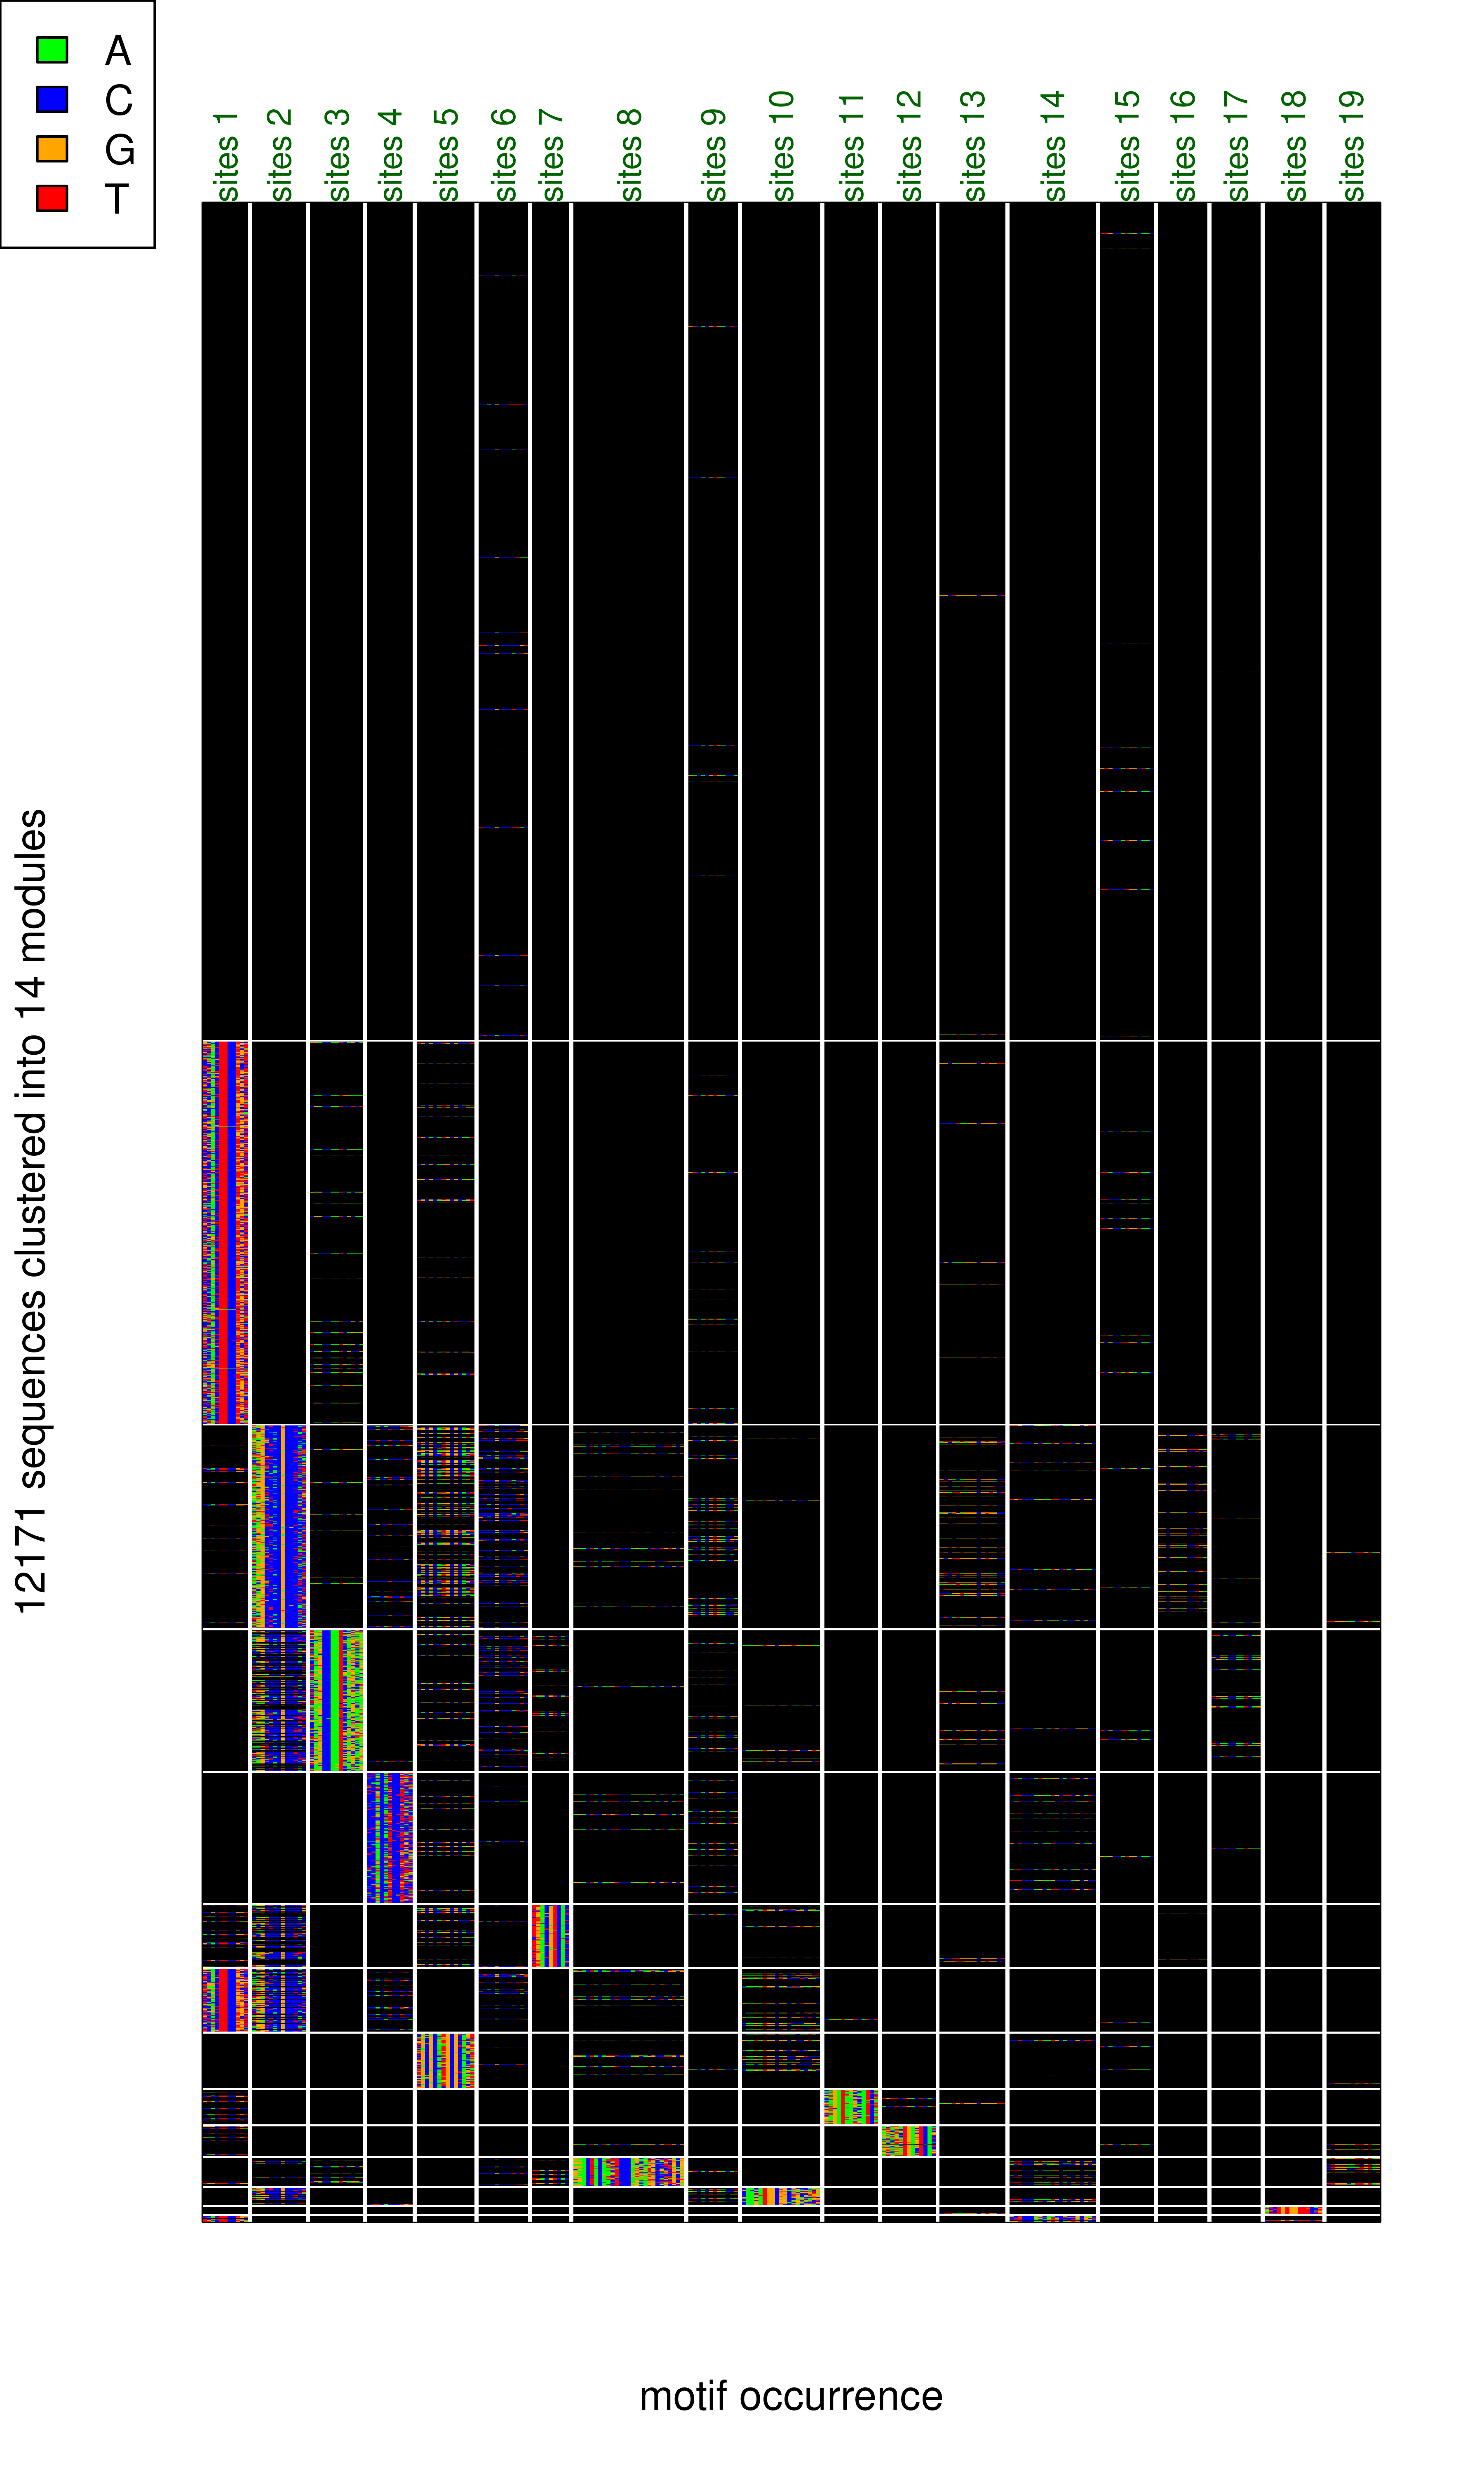 A
C
G
T
sites 1
sites 2
sites 3
sites 4
sites 5
sites 6
sites 7
sites 8
sites 9
sites 10
sites 11
sites 12
sites 13
sites 14
sites 15
sites 16
sites 17
sites 18
sites 19
12171 sequences clustered into 14 modules
motif occurrence